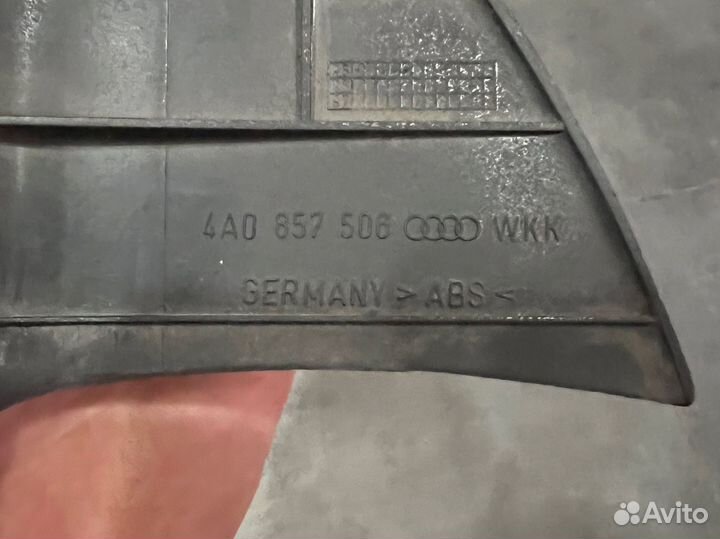 4A0 857 506 WKK
GERMANY > ABS <
Avito